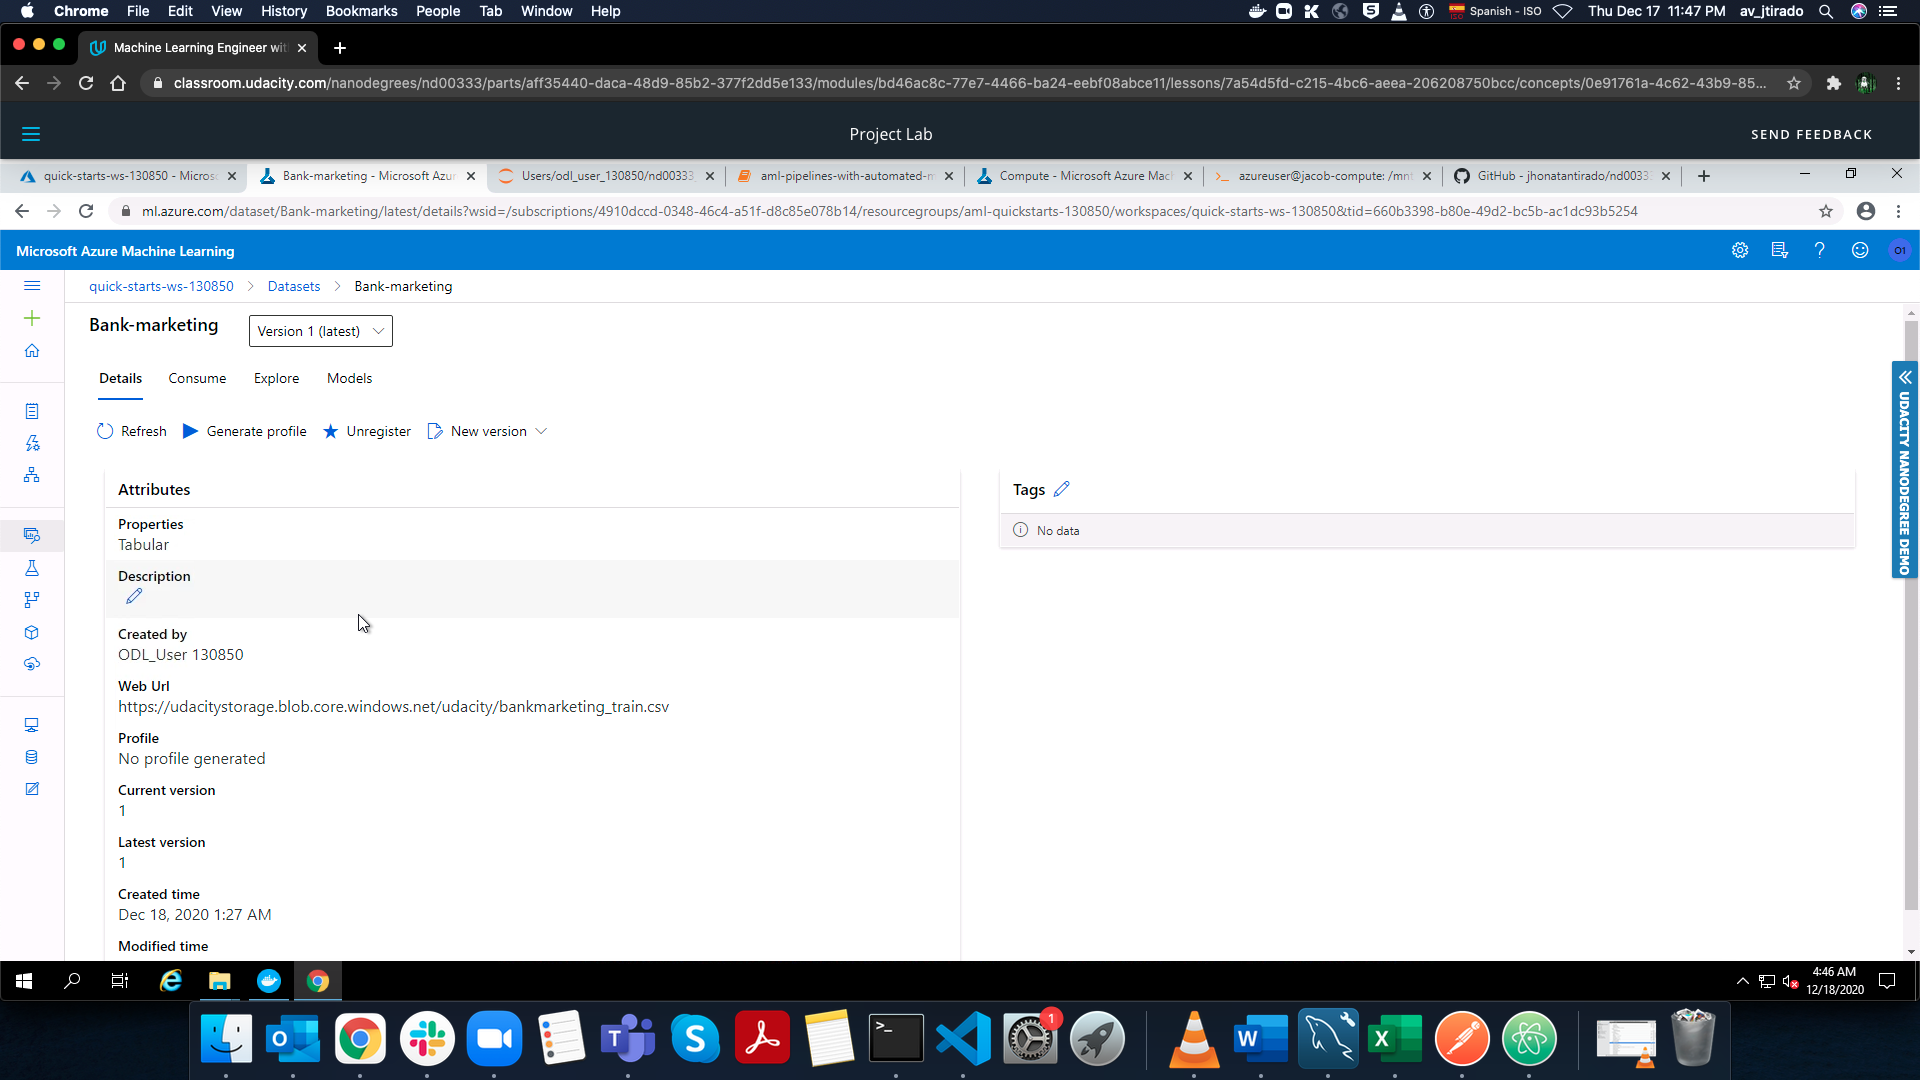 Chrome File Edit View History Bookmarks People Tab Window Help
Spanish - ISO Thu Dec 17 11:47 PM av_jtirado
Machine Learning Engineer wit
classroom.udacity.com/nanodegrees/nd00333/parts/aff35440-daca-48d9-85b2-377f2dd5e133/modules/bd46ac8c-77e7-4466-ba24-eebf08abce11/lessons/7a54d5fd-c215-4bc6-aeea-206208750bcc/concepts/0e91761a-4c62-43b9-85...
Project Lab
SEND FEEDBACK
quick-starts-ws-130850 - Micros
Bank-marketing - Microsoft Azur
Users/odl_user_130850/nd00333
aml-pipelines-with-automated-m
Compute - Microsoft Azure Mac
azureuser@jacob-compute: /mnt
GitHub - jhonatantirado/nd0033
ml.azure.com/dataset/Bank-marketing/latest/details?wsid=/subscriptions/4910dccd-0348-46c4-a51f-d8c85e078b14/resourcegroups/aml-quickstarts-130850/workspaces/quick-starts-ws-130850&tid=660b3398-b80e-49d2-bc5b-ac1dc93b5254
Microsoft Azure Machine Learning
O1
quick-starts-ws-130850 > Datasets > Bank-marketing
Bank-marketing
Version 1 (latest)
Details Consume Explore Models
Refresh Generate profile Unregister New version
Attributes
Properties
Tabular
Description
Created by
ODL_User 130850
Web Url
https://udacitystorage.blob.core.windows.net/udacity/bankmarketing_train.csv
Profile
No profile generated
Current version
1
Latest version
1
Created time
Dec 18, 2020 1:27 AM
Modified time
Tags
No data
UDACITY NANODEGREE DEMO
4:46 AM
12/18/2020
1